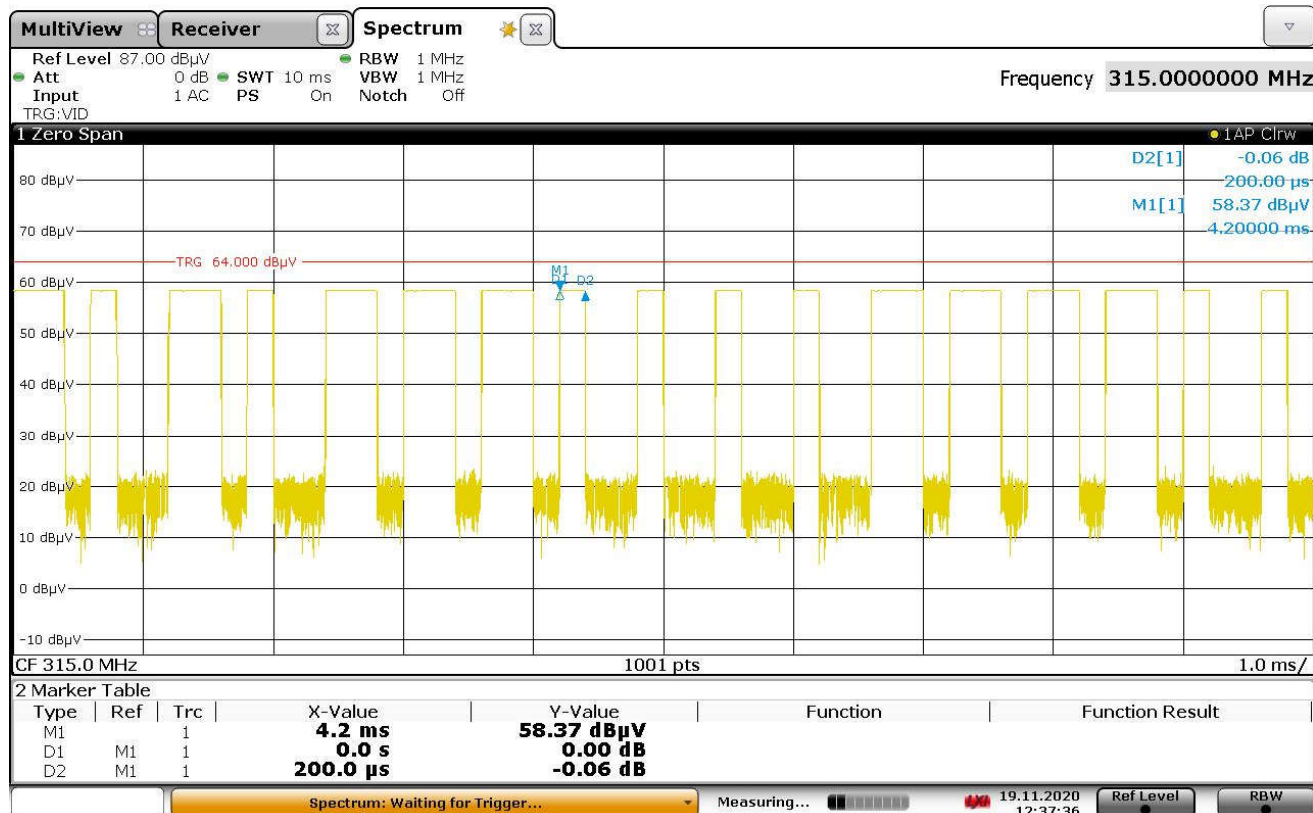 MultiView Receiver Spectrum
Ref Level 87.00 dBµV RBW 1 MHz
Att 0 dB SWT 10 ms VBW 1 MHz
Input 1 AC PS On Notch Off
Frequency 315.0000000 MHz
TRG:VID
1 Zero Span 1AP Clrw
D2[1] -0.06 dB
200.00 µs
M1[1] 58.37 dBµV
4.20000 ms
80 dBµV
70 dBµV
TRG 64.000 dBµV
M1
D1 D2
60 dBµV
50 dBµV
40 dBµV
30 dBµV
20 dBµV
10 dBµV
0 dBµV
-10 dBµV
CF 315.0 MHz 1001 pts 1.0 ms/
2 Marker Table
Type Ref Trc X-Value Y-Value Function Function Result
M1 1 4.2 ms 58.37 dBµV
D1 M1 1 0.0 s 0.00 dB
D2 M1 1 200.0 µs -0.06 dB
Spectrum: Waiting for Trigger... Measuring... LXI 19.11.2020 Ref Level RBW
12:37:36